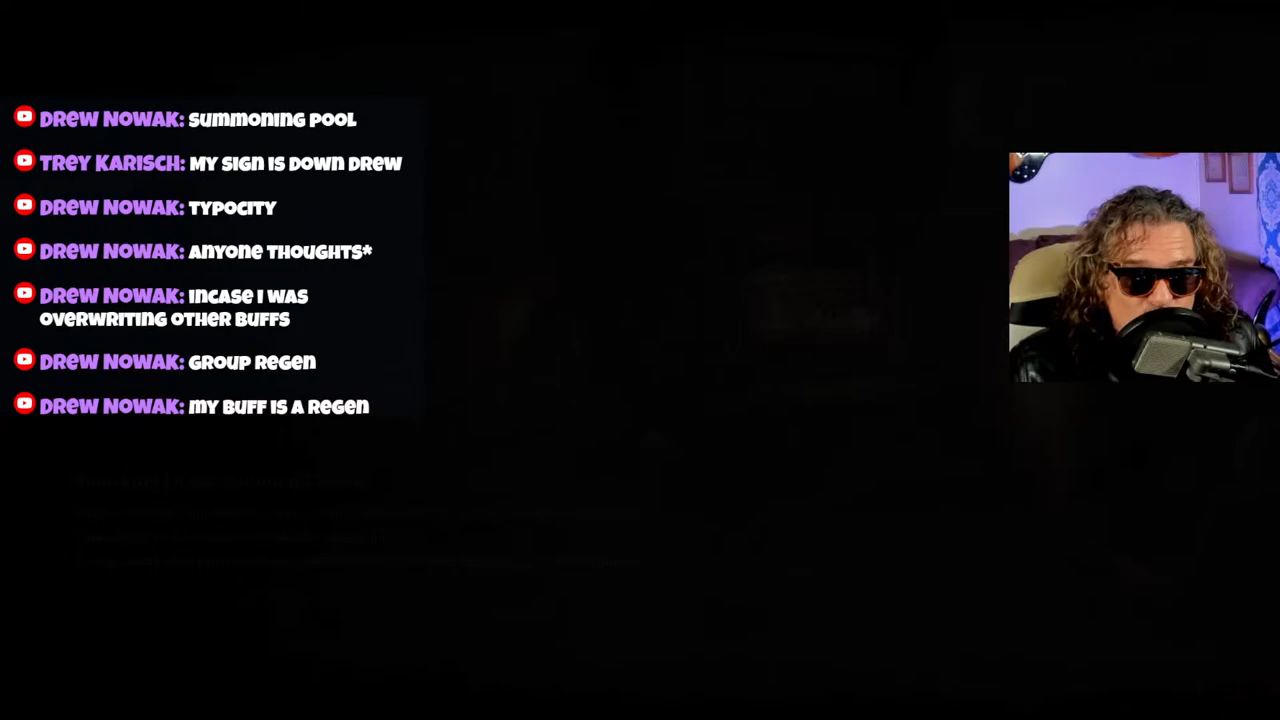 Drew Nowak: Summoning pool
Trey Karisch: My sign is down Drew
Drew Nowak: Typocity
Drew Nowak: Anyone thoughts*
Drew Nowak: Incase I was
overwriting other buffs
Drew Nowak: Group regen
Drew Nowak: my buff is a regen